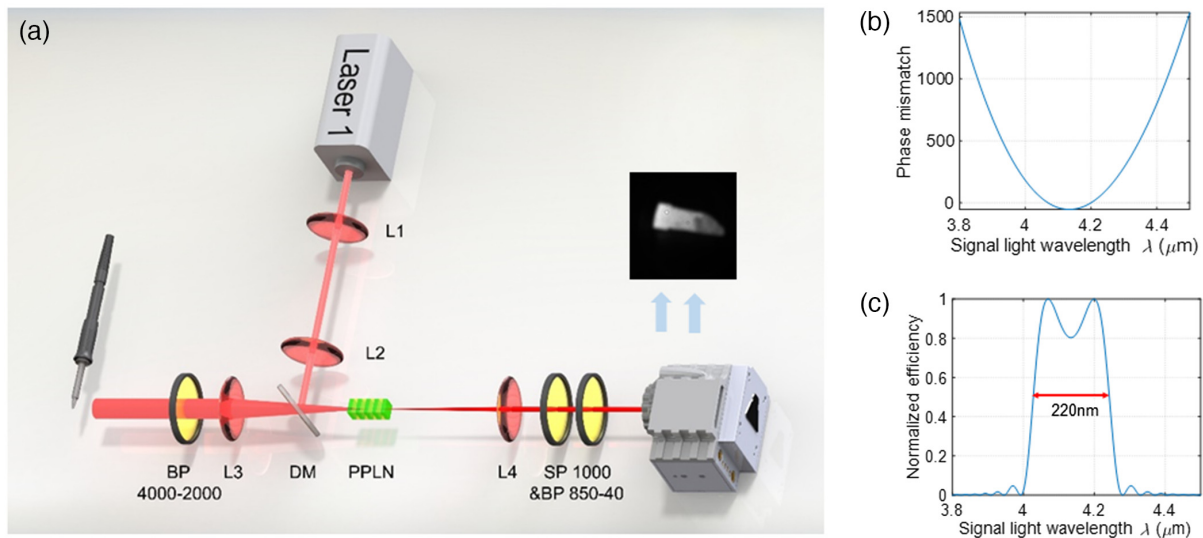 (a)
Laser 1
L1
L2
BP
4000-2000
L3
DM
PPLN
L4
SP 1000
&BP 850-40
(b)
Phase mismatch
1500
1000
500
0
3.8
4
4.2
4.4
Signal light wavelength λ (μm)
(c)
Normalized efficiency
1
0.8
0.6
0.4
0.2
0
220nm
3.8
4
4.2
4.4
Signal light wavelength λ (μm)